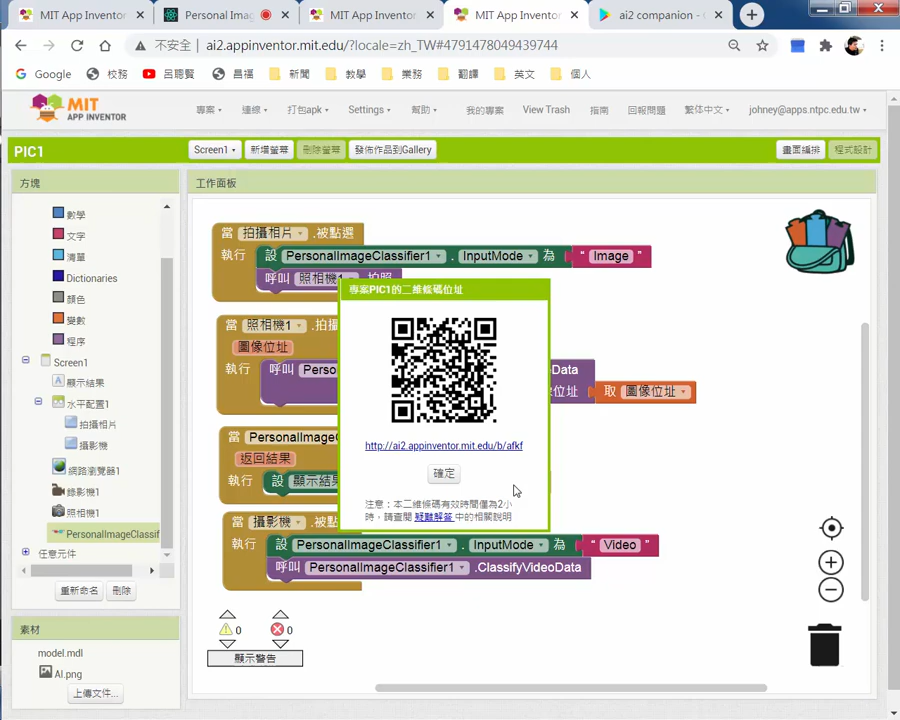 MIT App Inventor
Personal Imag
MIT App Inventor
MIT App Inventor
ai2 companion -
不安全
ai2.appinventor.mit.edu/?locale=zh_TW#4791478049439744
Google
校務
呂聰賢
昌福
新聞
教學
業務
翻譯
英文
個人
MIT
APP INVENTOR
專案
連線
打包apk
Settings
幫助
我的專案
View Trash
指南
回報問題
繁体中文
johney@apps.ntpc.edu.tw
PIC1
Screen1
新增螢幕
刪除螢幕
發佈作品到Gallery
畫面編排
程式設計
方塊
工作面板
數學
文字
清單
Dictionaries
顏色
變數
程序
Screen1
顯示結果
水平配置1
拍攝相片
攝影機
網路瀏覽器1
錄影機1
照相機1
PersonalImageClassif
任意元件
重新命名
刪除
素材
model.mdl
AI.png
上傳文件...
當 拍攝相片 .被點選
執行 設 PersonalImageClassifier1 . InputMode 為 " Image "
呼叫 照相機1 .拍照
當 照相機1 .拍攝
圖像位址
執行 呼叫 Perso
Data
位址 取 圖像位址
當 PersonalImageC
返回結果
執行 設 顯示結果
當 攝影機 .被點
執行 設 PersonalImageClassifier1 . InputMode 為 " Video "
呼叫 PersonalImageClassifier1 .ClassifyVideoData
專案PIC1的二維條碼位址
http://ai2.appinventor.mit.edu/b/afkf
確定
注意：本二維條碼有效時間僅為2小
時，請查閱 疑難解答 中的相關說明
0
0
顯示警告